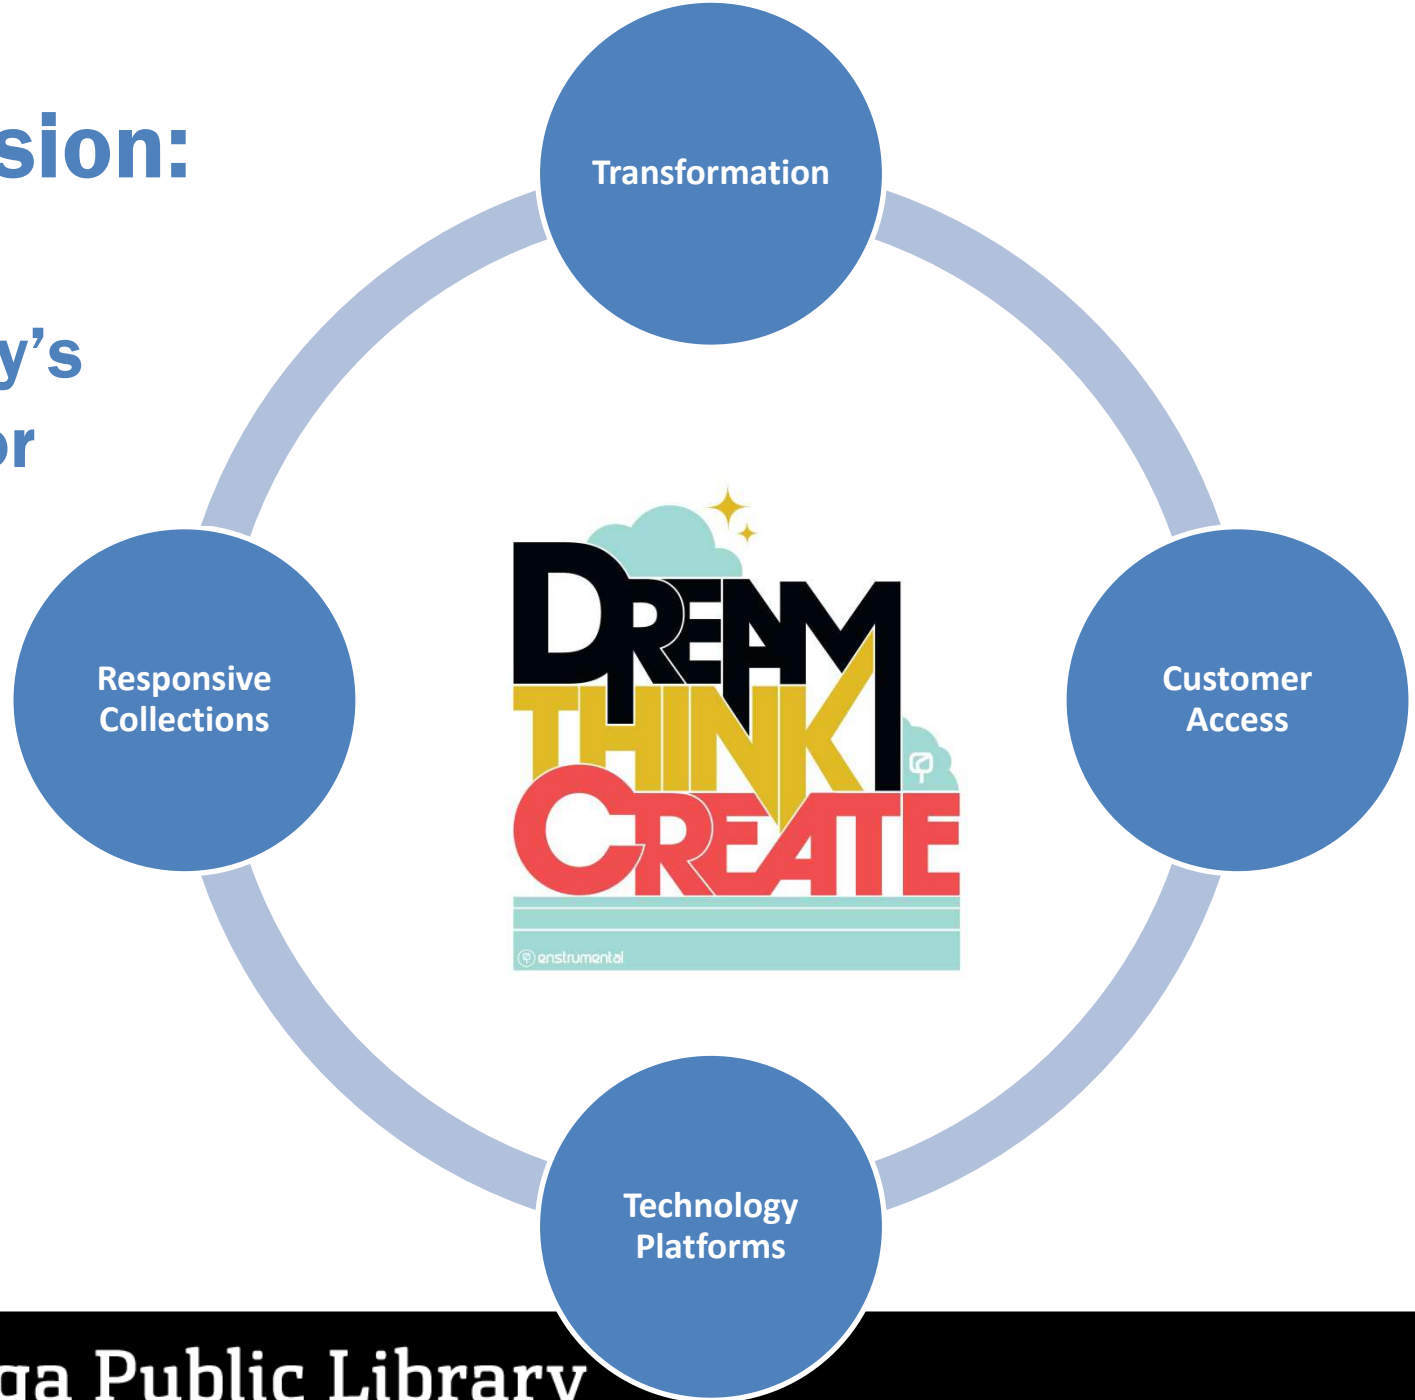 sion:
y’s
or
Transformation
Responsive
Collections
Customer
Access
DREAM
THINK
CREATE
enstrumental
Technology
Platforms
ga Public Library